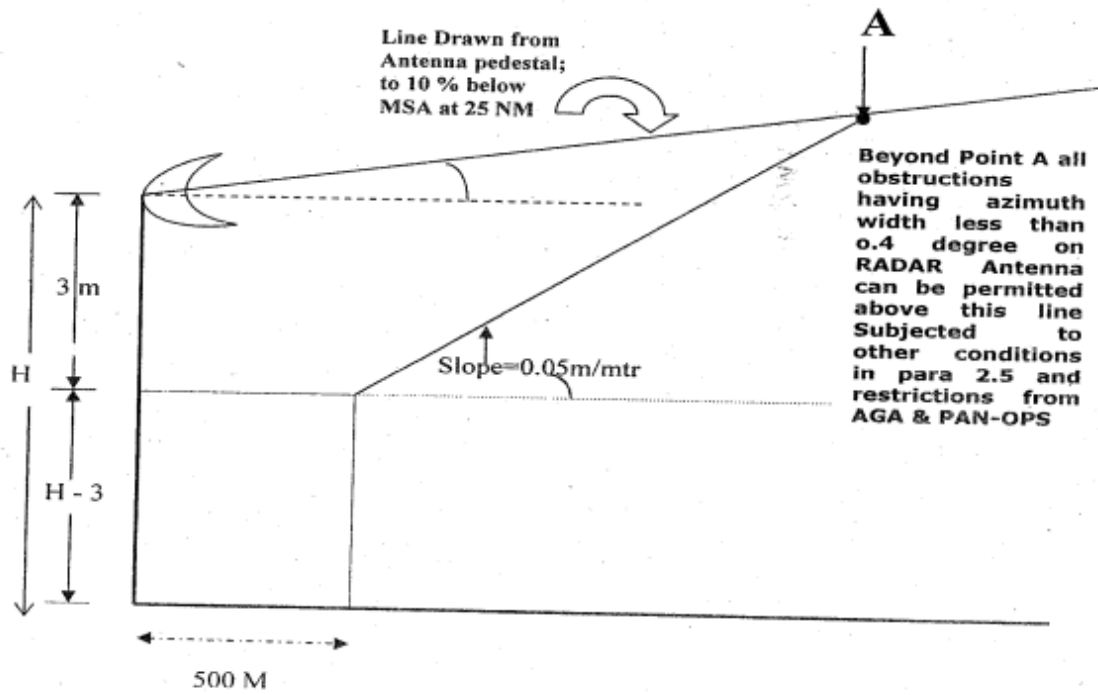 A
Line Drawn from
Antenna pedestal;
to 10 % below
MSA at 25 NM
Beyond Point A all
obstructions
having azimuth
width less than
o.4 degree on
RADAR Antenna
can be permitted
above this line
Subjected to
other conditions
in para 2.5 and
restrictions from
AGA & PAN-OPS
3 m
H
Slope=0.05m/mtr
H - 3
500 M